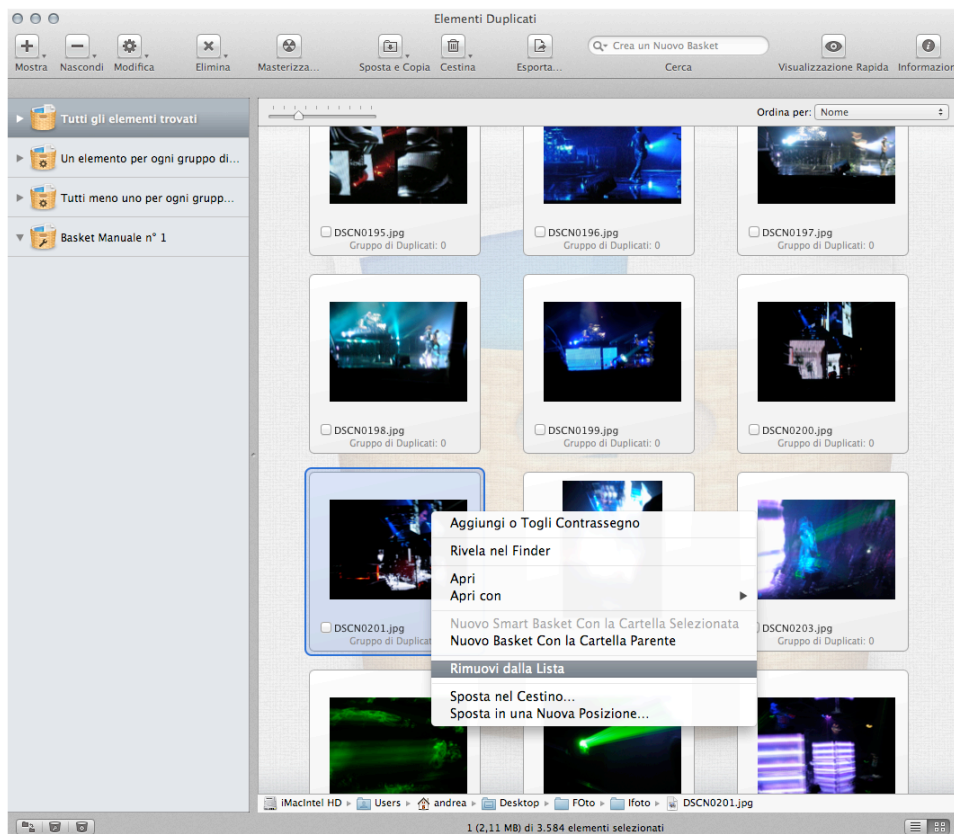 Elementi Duplicati
Mostra Nascondi Modifica Elimina Masterizza... Sposta e Copia Cestina Esporta... Crea un Nuovo Basket Cerca Visualizzazione Rapida Informazion
Tutti gli elementi trovati
Un elemento per ogni gruppo di...
Tutti meno uno per ogni grupp...
Basket Manuale n° 1
Ordina per: Nome
DSCN0195.jpg DSCN0196.jpg DSCN0197.jpg
Gruppo di Duplicati: 0 Gruppo di Duplicati: 0 Gruppo di Duplicati: 0
DSCN0198.jpg DSCN0199.jpg DSCN0200.jpg
Gruppo di Duplicati: 0 Gruppo di Duplicati: 0 Gruppo di Duplicati: 0
Aggiungi o Togli Contrassegno
Rivela nel Finder
Apri
Apri con
Nuovo Smart Basket Con la Cartella Selezionata
DSCN0201.jpg DSCN0203.jpg
Nuovo Basket Con la Cartella Parente
Gruppo di Duplicat Gruppo di Duplicati: 0
Rimuovi dalla Lista
Sposta nel Cestino...
Sposta in una Nuova Posizione...
iMacIntel HD Users andrea Desktop FOto Ifoto DSCN0201.jpg
1 (2,11 MB) di 3.584 elementi selezionati